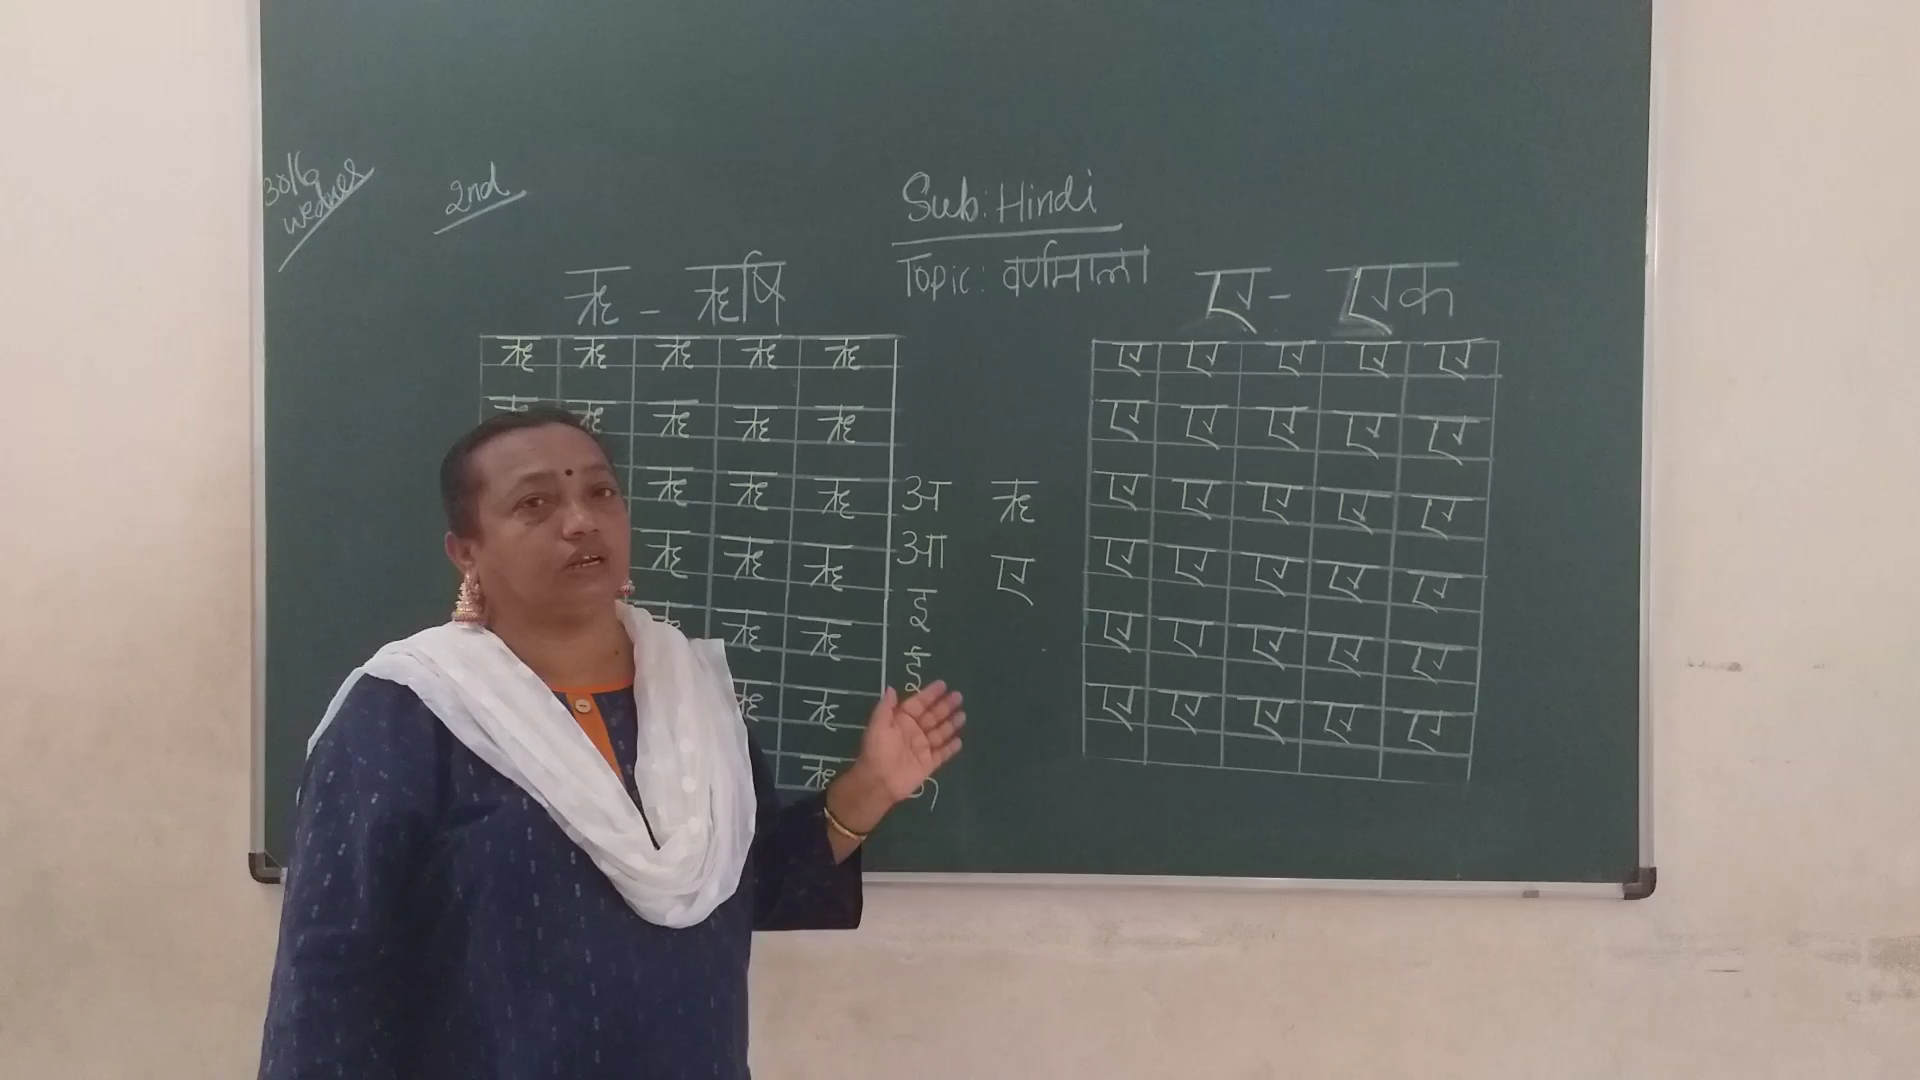 30/6
wednes
2nd
Sub: Hindi
Topic: वर्णमाला
ऋ - ऋषि
ऋ ऋ ऋ ऋ ऋ
ऋ ऋ ऋ ऋ ऋ
ऋ ऋ ऋ
ऋ ऋ ऋ
ऋ ऋ
ऋ ऋ
ऋ
अ ऋ
आ ए
इ
ई
ए - एक
ए ए ए ए ए
ए ए ए ए ए
ए ए ए ए ए
ए ए ए ए ए
ए ए ए ए ए
ए ए ए ए ए